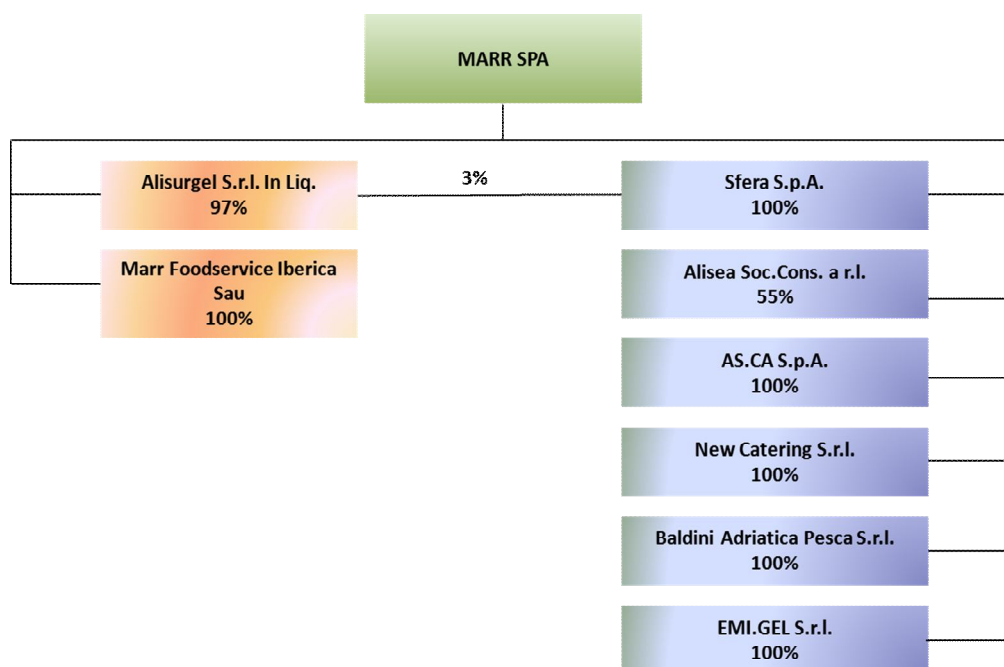 MARR SPA
Alisurgel S.r.l. In Liq.
97%
3%
Sfera S.p.A.
100%
Marr Foodservice Iberica
Sau
100%
Alisea Soc.Cons. a r.l.
55%
AS.CA S.p.A.
100%
New Catering S.r.l.
100%
Baldini Adriatica Pesca S.r.l.
100%
EMI.GEL S.r.l.
100%